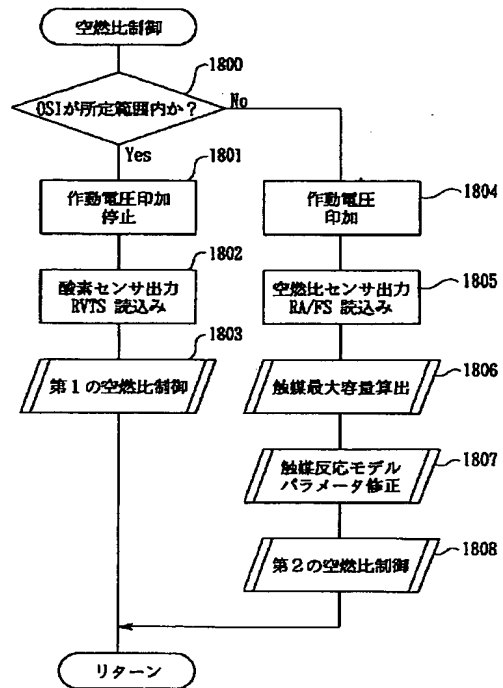 空燃比制御
1800
OSIが所定範囲内か？
No
Yes
1801
作動電圧印加
停止
1802
酸素センサ出力
RVTS 読込み
1803
第１の空燃比制御
1804
作動電圧
印加
1805
空燃比センサ出力
RA/FS 読込み
1806
触媒最大容量算出
1807
触媒反応モデル
パラメータ修正
1808
第２の空燃比制御
リターン